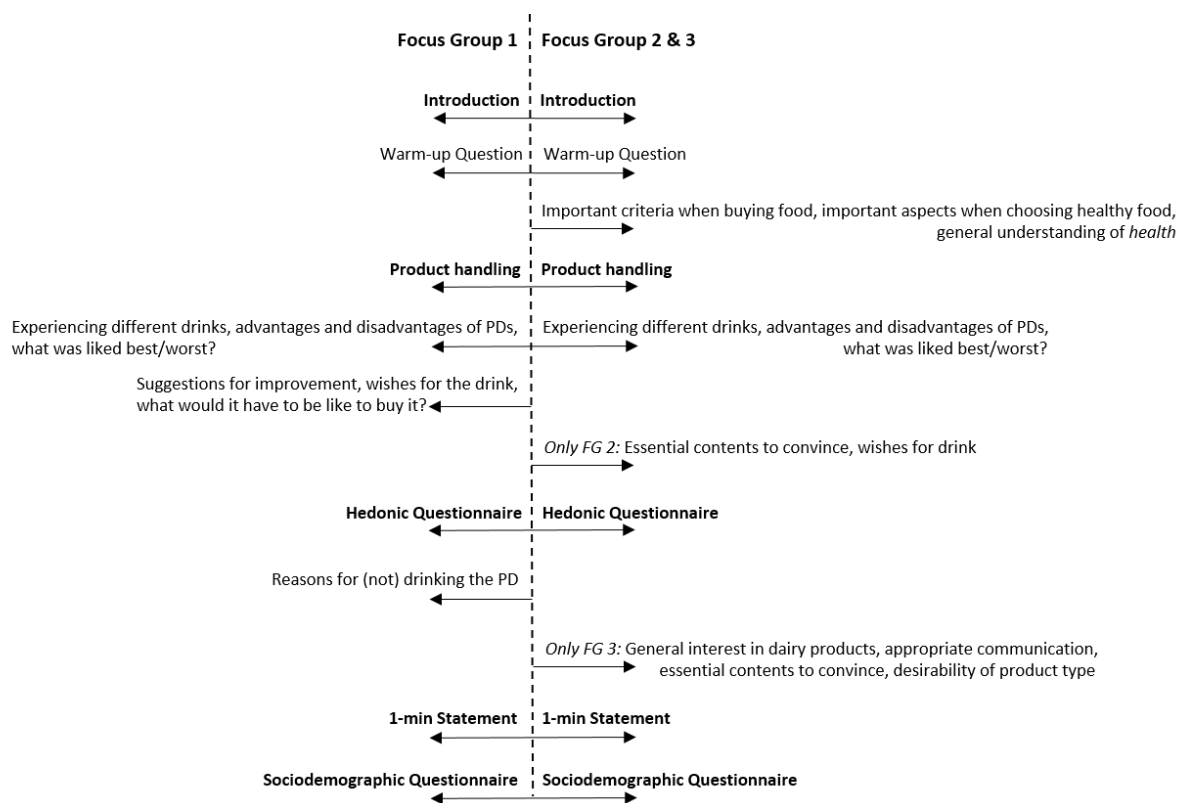 Focus Group 1 Focus Group 2 & 3
Introduction Introduction
Warm-up Question Warm-up Question
Important criteria when buying food, important aspects when choosing healthy food,
general understanding of health
Product handling Product handling
Experiencing different drinks, advantages and disadvantages of PDs,
what was liked best/worst?
Experiencing different drinks, advantages and disadvantages of PDs,
what was liked best/worst?
Suggestions for improvement, wishes for the drink,
what would it have to be like to buy it?
Only FG 2: Essential contents to convince, wishes for drink
Hedonic Questionnaire Hedonic Questionnaire
Reasons for (not) drinking the PD
Only FG 3: General interest in dairy products, appropriate communication,
essential contents to convince, desirability of product type
1-min Statement 1-min Statement
Sociodemographic Questionnaire Sociodemographic Questionnaire